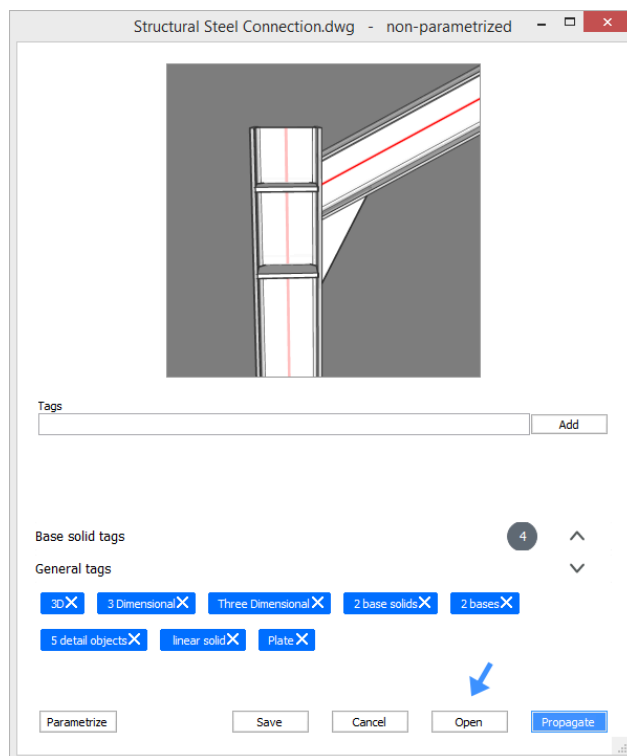 Structural Steel Connection.dwg - non-parametrized
Tags
Add
Base solid tags 4
General tags
3D 3 Dimensional Three Dimensional 2 base solids 2 bases
5 detail objects linear solid Plate
Parametrize Save Cancel Open Propagate